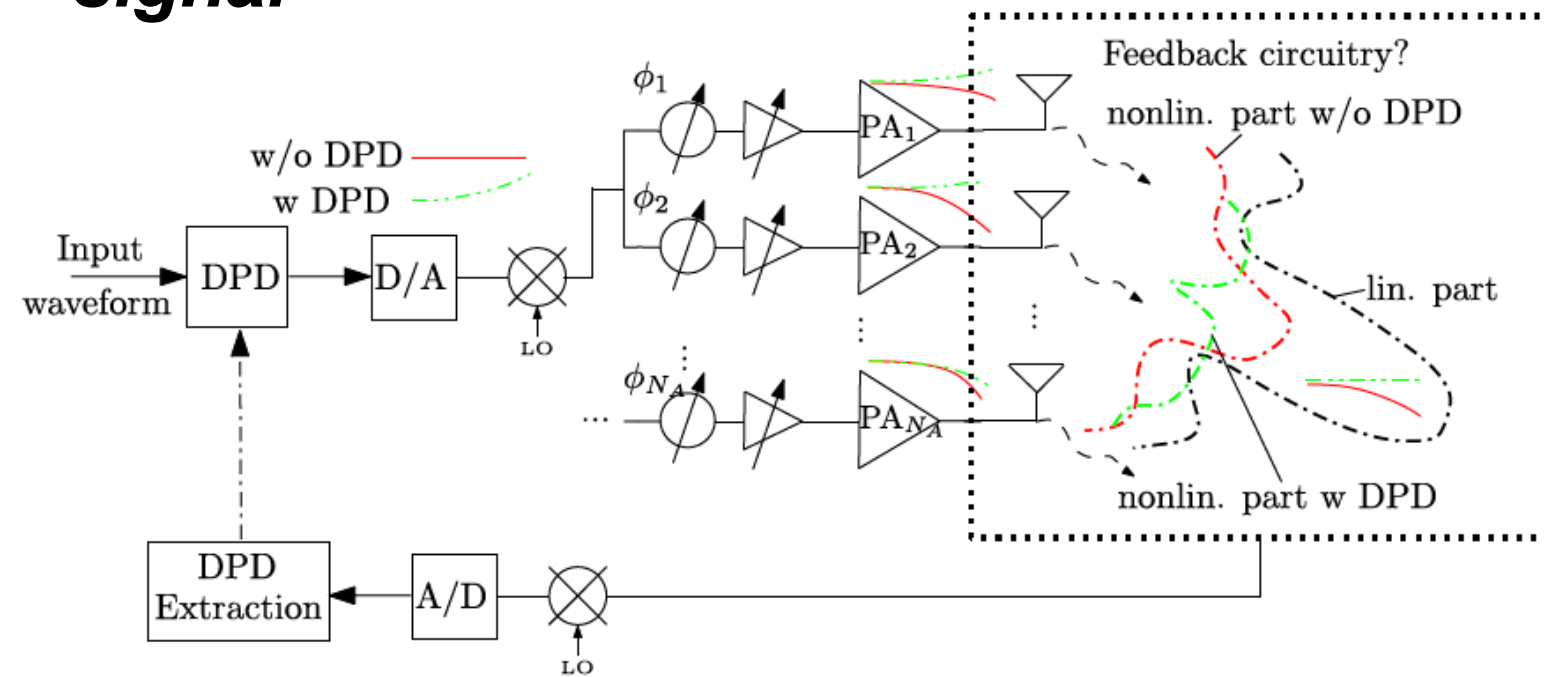 signal
Feedback circuitry?
nonlin. part w/o DPD
ϕ1
PA1
w/o DPD
w DPD
ϕ2
PA2
Input
waveform
DPD
D/A
LO
lin. part
⋮
⋮
⋮
ϕNA
PANA
...
nonlin. part w DPD
DPD
Extraction
A/D
LO